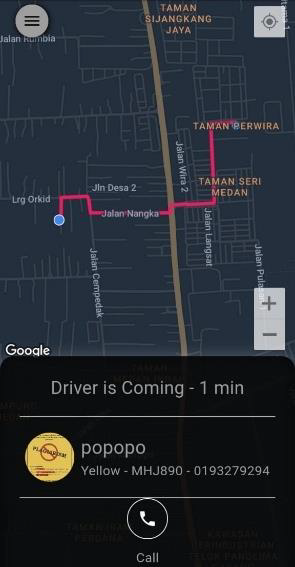 TAMAN
SIJANGKANG
JAYA
Jalan Rumbia
TAMAN PERWIRA
Jalan Wira 2
TAMAN SERI
MEDAN
Jln Desa 2
Lrg Orkid
Jalan Nangka
Jalan Langsat
Jalan Cempedak
Google
Driver is Coming - 1 min
popopo
Yellow - MHJ890 - 0193279294
Call